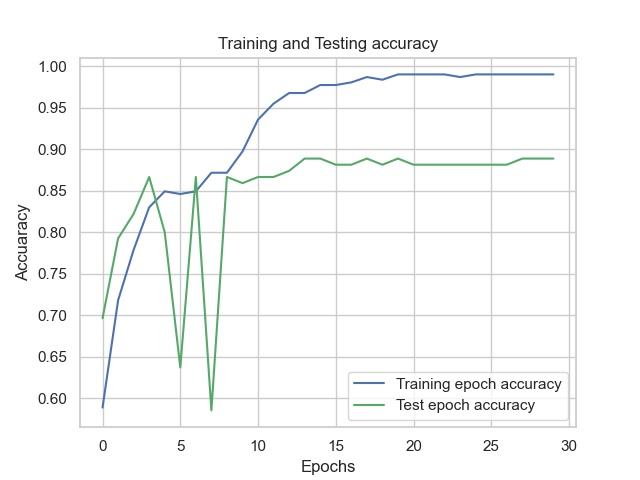 Training and Testing accuracy
1.00
0.95
0.90
0.85
0.80
0.75
0.70
0.65
0.60
Accuaracy
Training epoch accuracy
Test epoch accuracy
0 5 10 15 20 25 30
Epochs